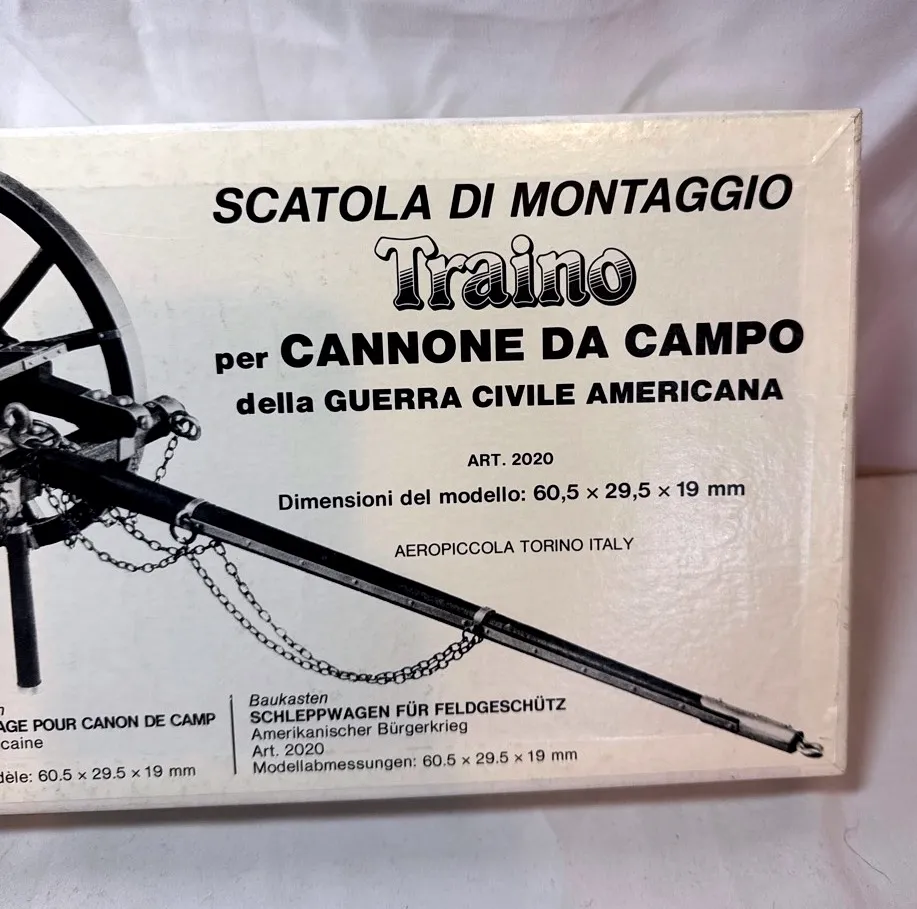 SCATOLA DI MONTAGGIO
Traino
per CANNONE DA CAMPO
della GUERRA CIVILE AMERICANA
ART. 2020
Dimensioni del modello: 60,5 × 29,5 × 19 mm
AEROPICCOLA TORINO ITALY
AGE POUR CANON DE CAMP
caine
dèle: 60.5 × 29.5 × 19 mm
Baukasten
SCHLEPPWAGEN FÜR FELDGESCHÜTZ
Amerikanischer Bürgerkrieg
Art. 2020
Modellabmessungen: 60.5 × 29.5 × 19 mm